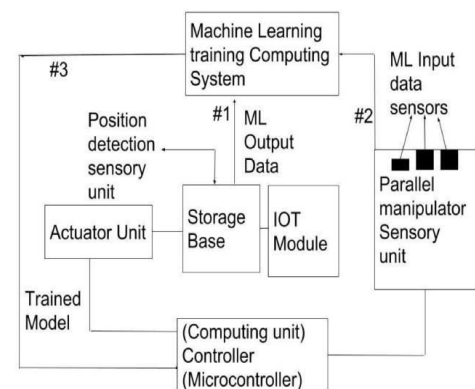 Machine Learning
training Computing
System
#3
#1
#2
ML Input
data
sensors
ML
Output
Data
Position
detection
sensory
unit
Actuator Unit
Storage
Base
IOT
Module
Parallel
manipulator
Sensory
unit
Trained
Model
(Computing unit)
Controller
(Microcontroller)